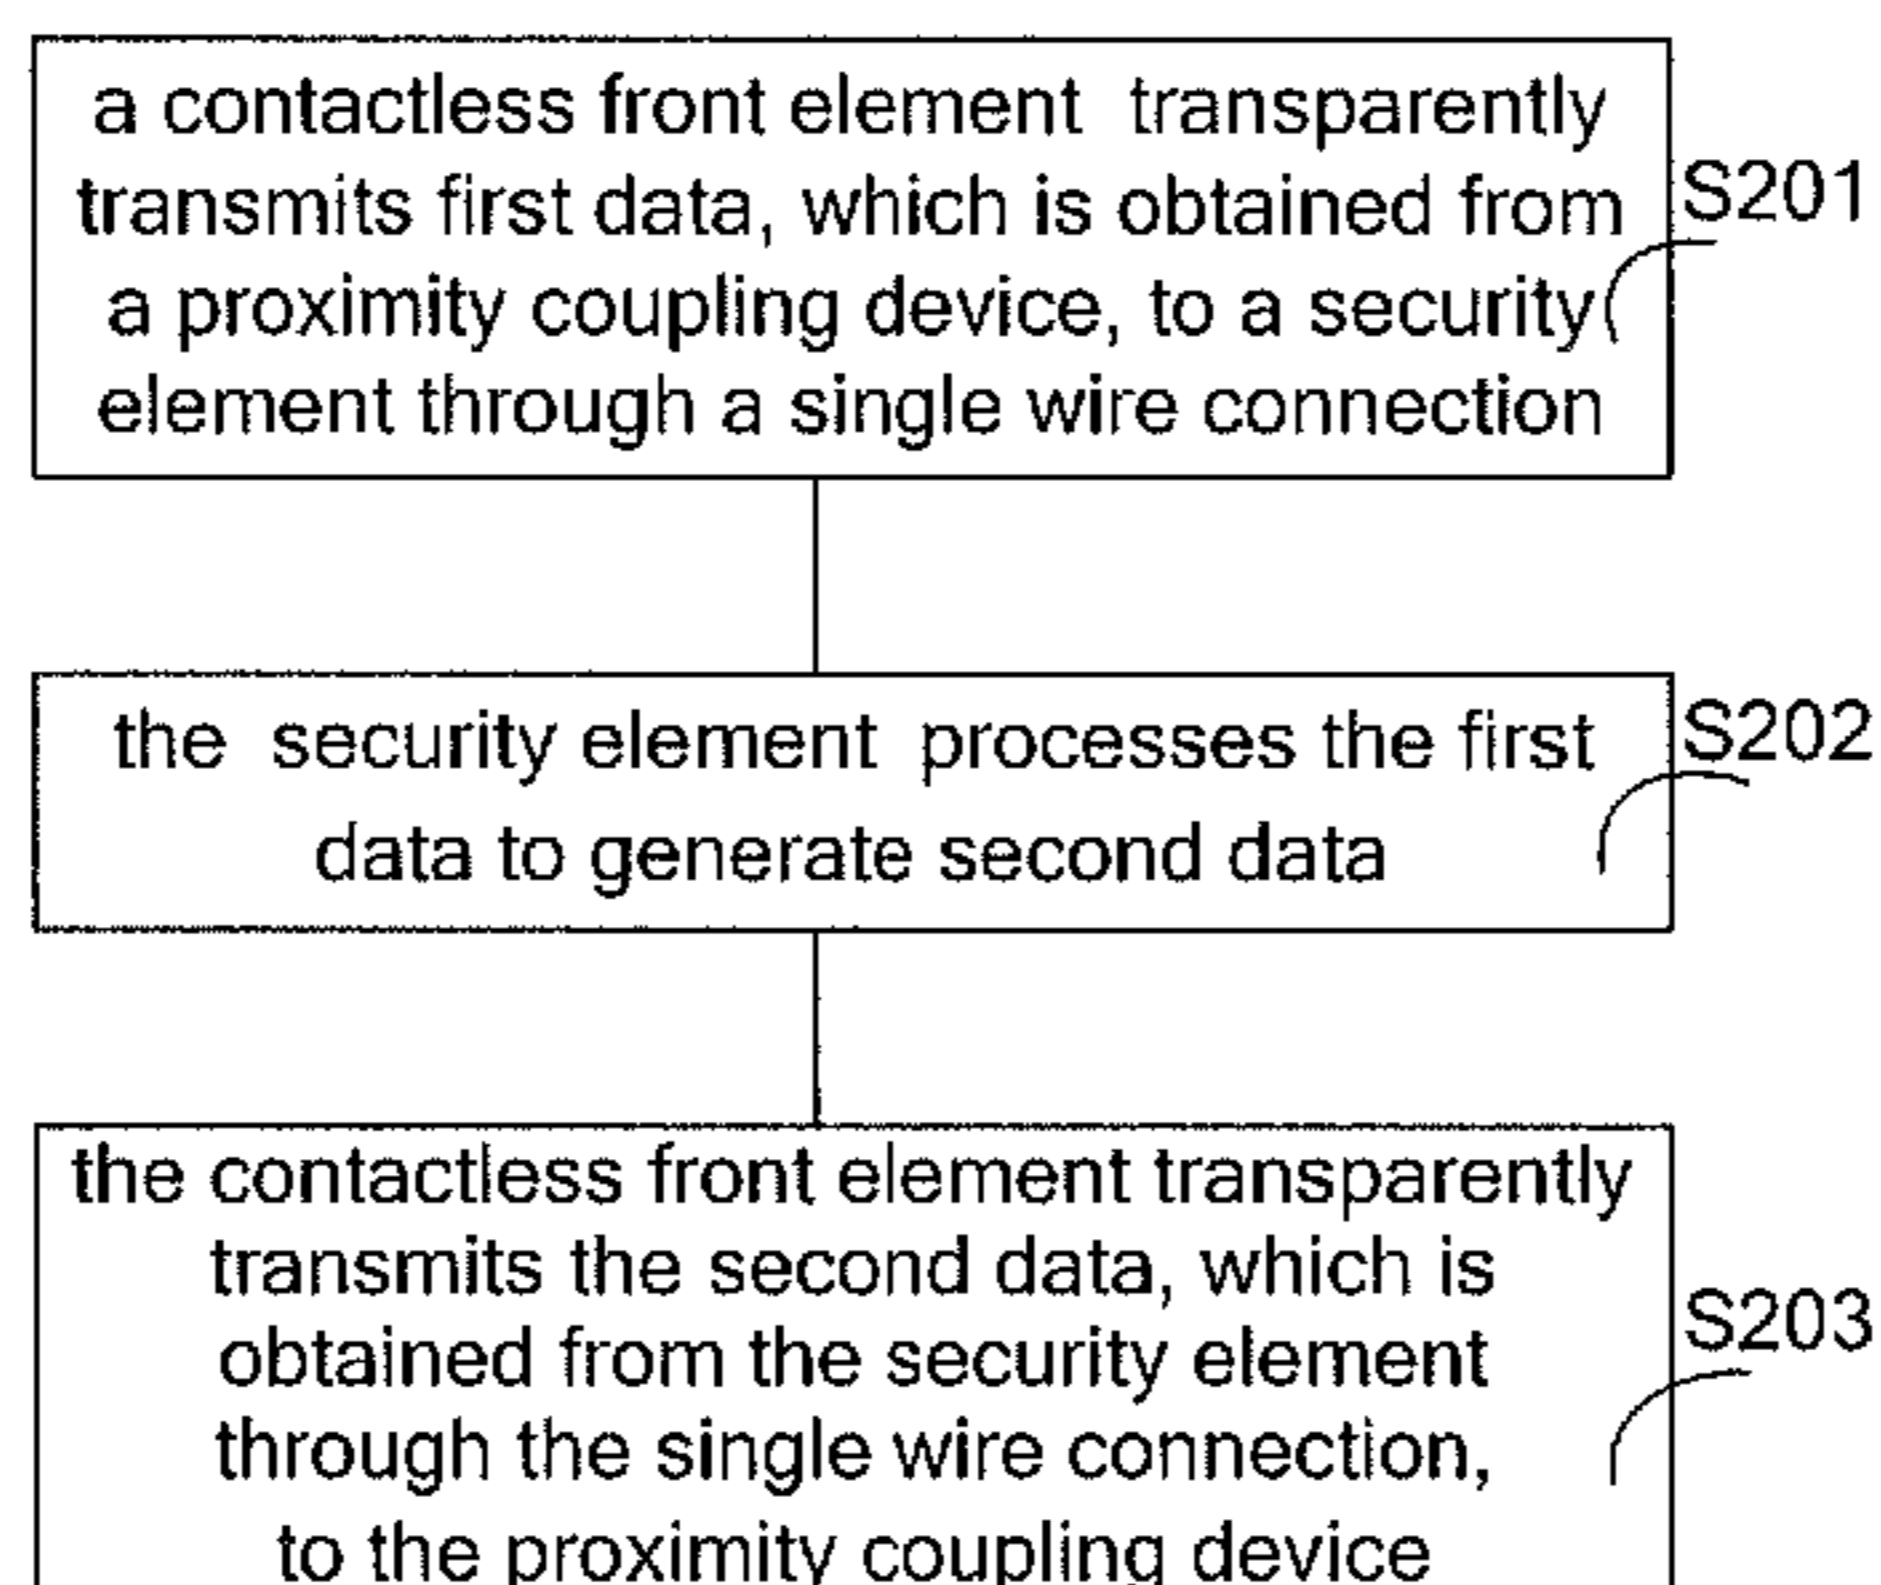 a contactless front element transparently
transmits first data, which is obtained from
a proximity coupling device, to a security
element through a single wire connection
S201
the security element processes the first
data to generate second data
S202
the contactless front element transparently
transmits the second data, which is
obtained from the security element
through the single wire connection,
to the proximity coupling device
S203